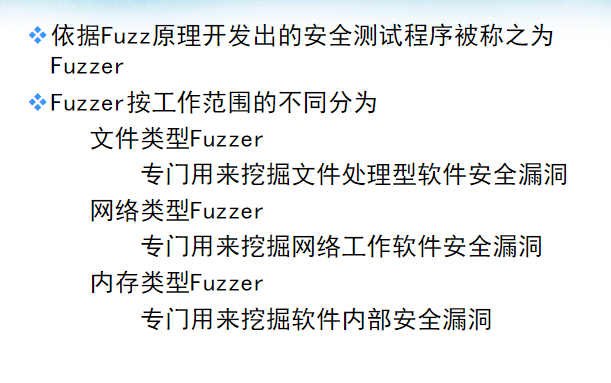 依据Fuzz原理开发出的安全测试程序被称之为
Fuzzer
Fuzzer按工作范围的不同分为
文件类型Fuzzer
专门用来挖掘文件处理型软件安全漏洞
网络类型Fuzzer
专门用来挖掘网络工作软件安全漏洞
内存类型Fuzzer
专门用来挖掘软件内部安全漏洞